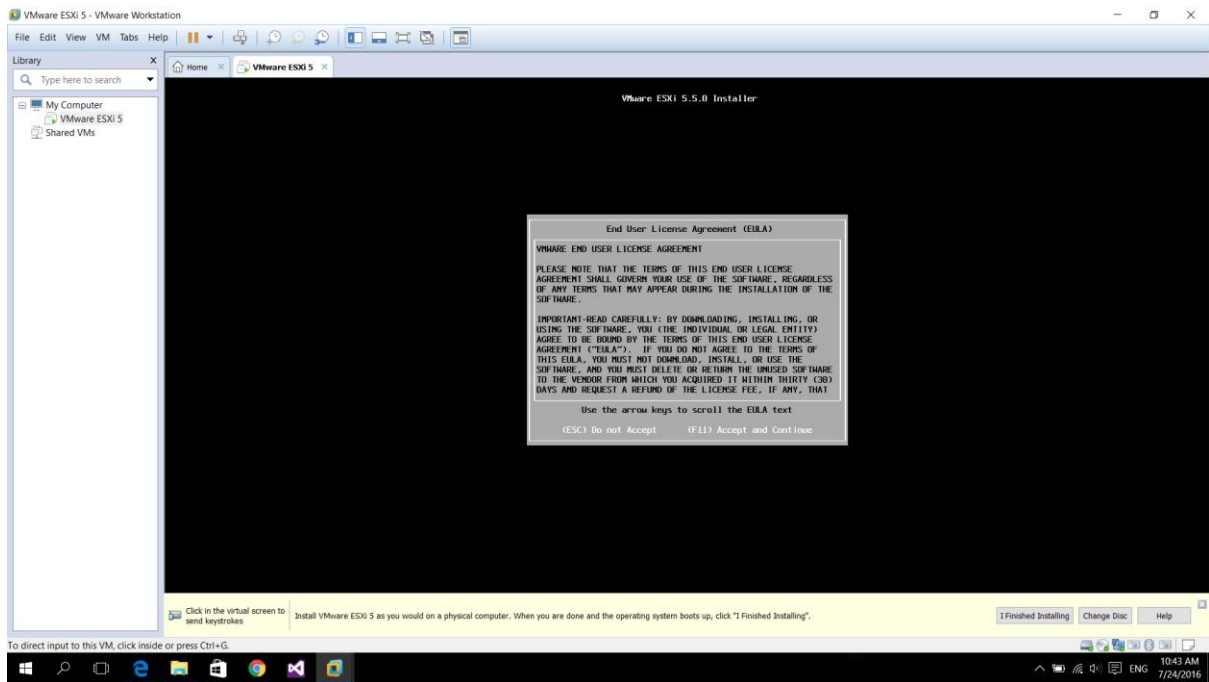 VMware ESXi 5 - VMware Workstation
File Edit View VM Tabs Help
Library
Home
VMware ESXi 5
Type here to search
My Computer
VMware ESXi 5
Shared VMs
VMware ESXi 5.5.0 Installer
End User License Agreement (EULA)
VMWARE END USER LICENSE AGREEMENT
PLEASE NOTE THAT THE TERMS OF THIS END USER LICENSE
AGREEMENT SHALL GOVERN YOUR USE OF THE SOFTWARE, REGARDLESS
OF ANY TERMS THAT MAY APPEAR DURING THE INSTALLATION OF THE
SOFTWARE.
IMPORTANT-READ CAREFULLY: BY DOWNLOADING, INSTALLING, OR
USING THE SOFTWARE, YOU (THE INDIVIDUAL OR LEGAL ENTITY)
AGREE TO BE BOUND BY THE TERMS OF THIS END USER LICENSE
AGREEMENT ("EULA"). IF YOU DO NOT AGREE TO THE TERMS OF
THIS EULA, YOU MUST NOT DOWNLOAD, INSTALL, OR USE THE
SOFTWARE, AND YOU MUST DELETE OR RETURN THE UNUSED SOFTWARE
TO THE VENDOR FROM WHICH YOU ACQUIRED IT WITHIN THIRTY (30)
DAYS AND REQUEST A REFUND OF THE LICENSE FEE, IF ANY, THAT
Use the arrow keys to scroll the EULA text
(ESC) Do not Accept (F11) Accept and Continue
Click in the virtual screen to
send keystrokes
Install VMware ESXi 5 as you would on a physical computer. When you are done and the operating system boots up, click "I Finished Installing".
I Finished Installing
Change Disc
Help
To direct input to this VM, click inside or press Ctrl+G.
ENG
10:43 AM
7/24/2016